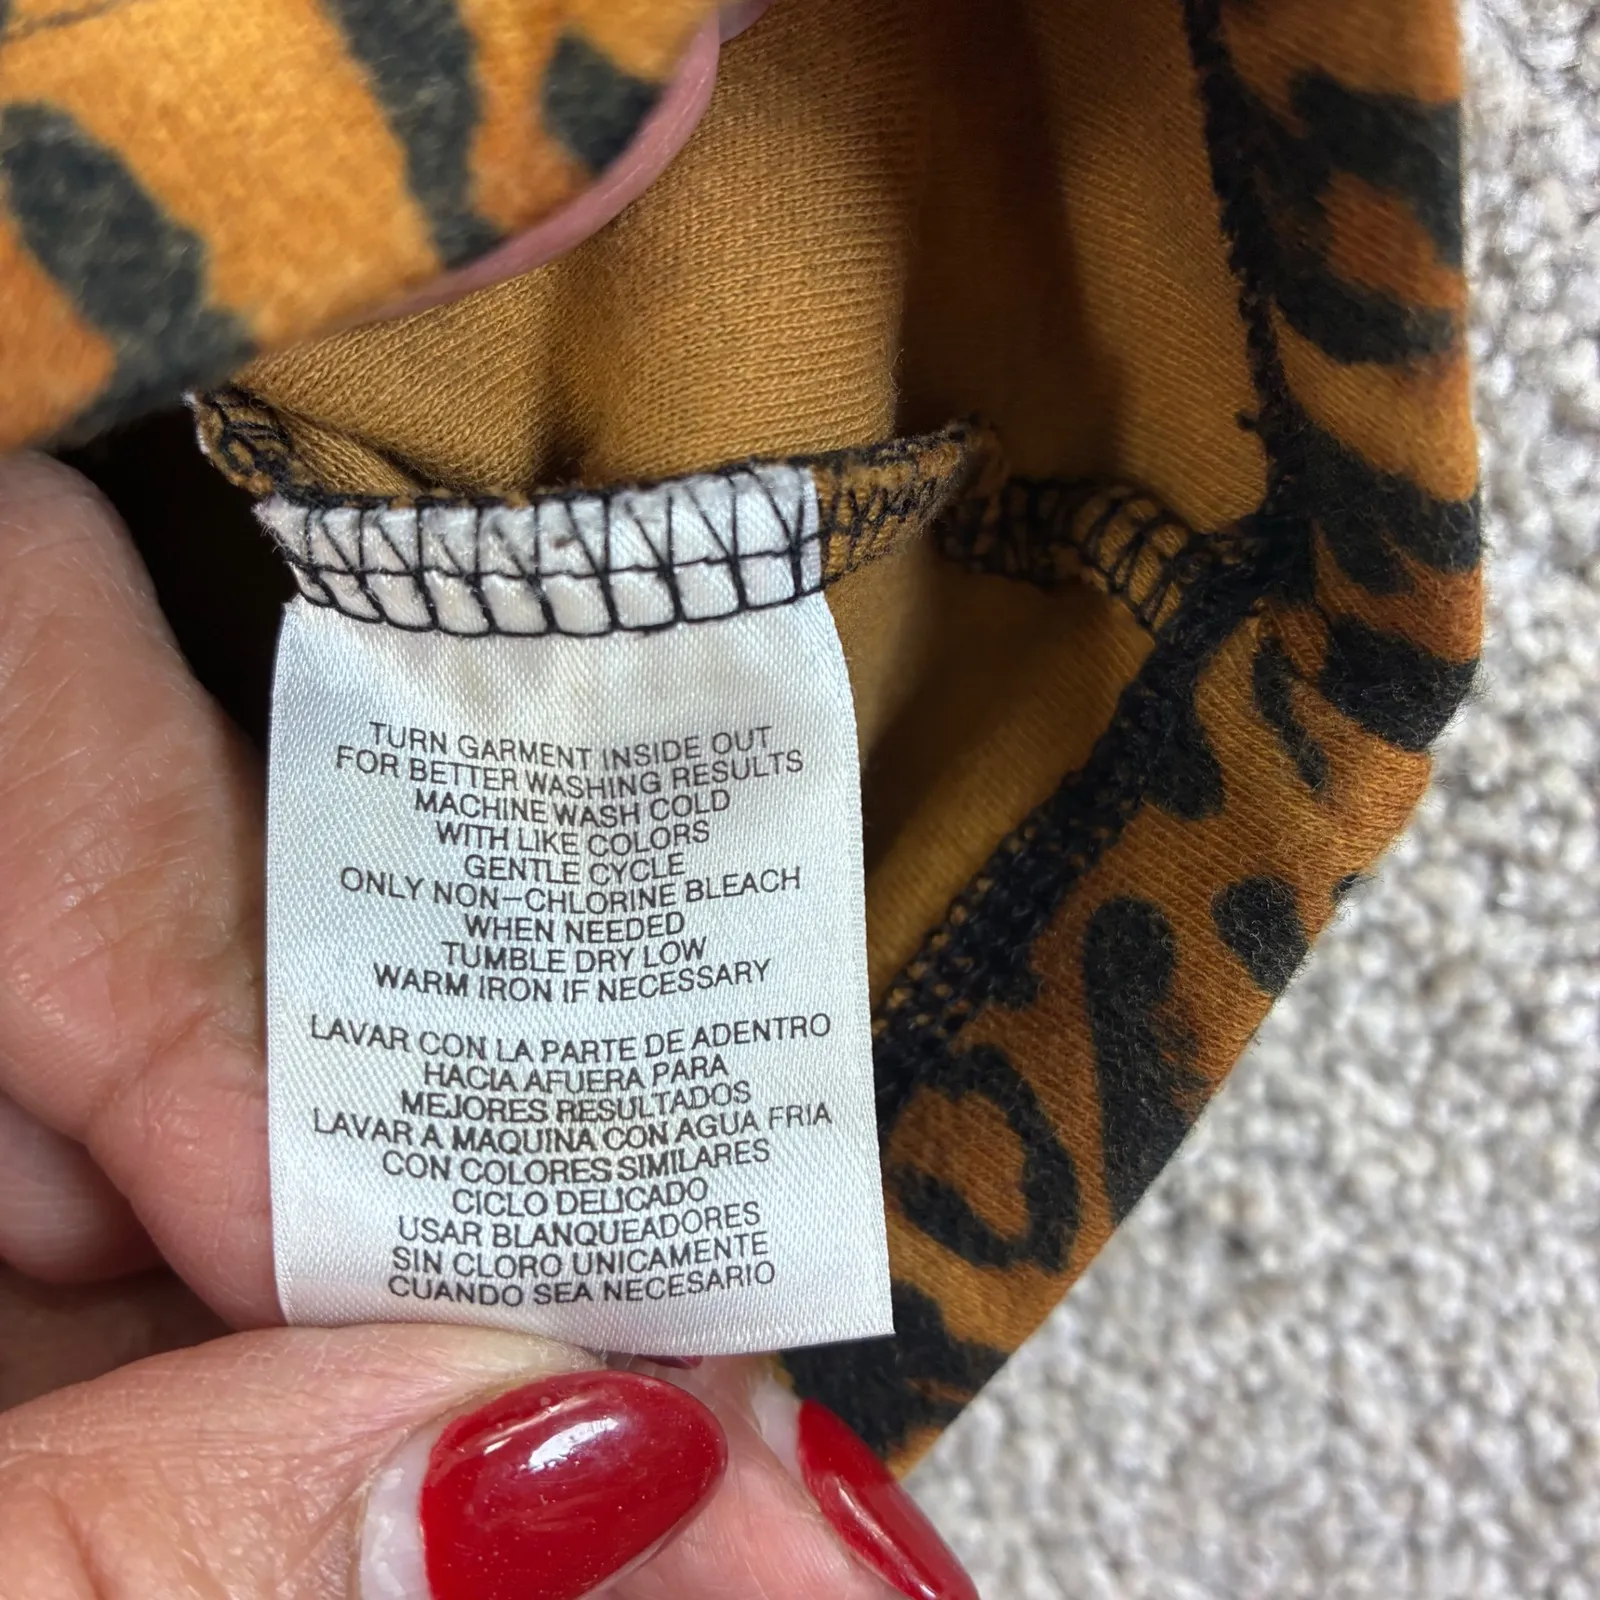 TURN GARMENT INSIDE OUT
FOR BETTER WASHING RESULTS
MACHINE WASH COLD
WITH LIKE COLORS
GENTLE CYCLE
ONLY NON-CHLORINE BLEACH
WHEN NEEDED
TUMBLE DRY LOW
WARM IRON IF NECESSARY
LAVAR CON LA PARTE DE ADENTRO
HACIA AFUERA PARA
MEJORES RESULTADOS
LAVAR A MAQUINA CON AGUA FRIA
CON COLORES SIMILARES
CICLO DELICADO
USAR BLANQUEADORES
SIN CLORO UNICAMENTE
CUANDO SEA NECESARIO